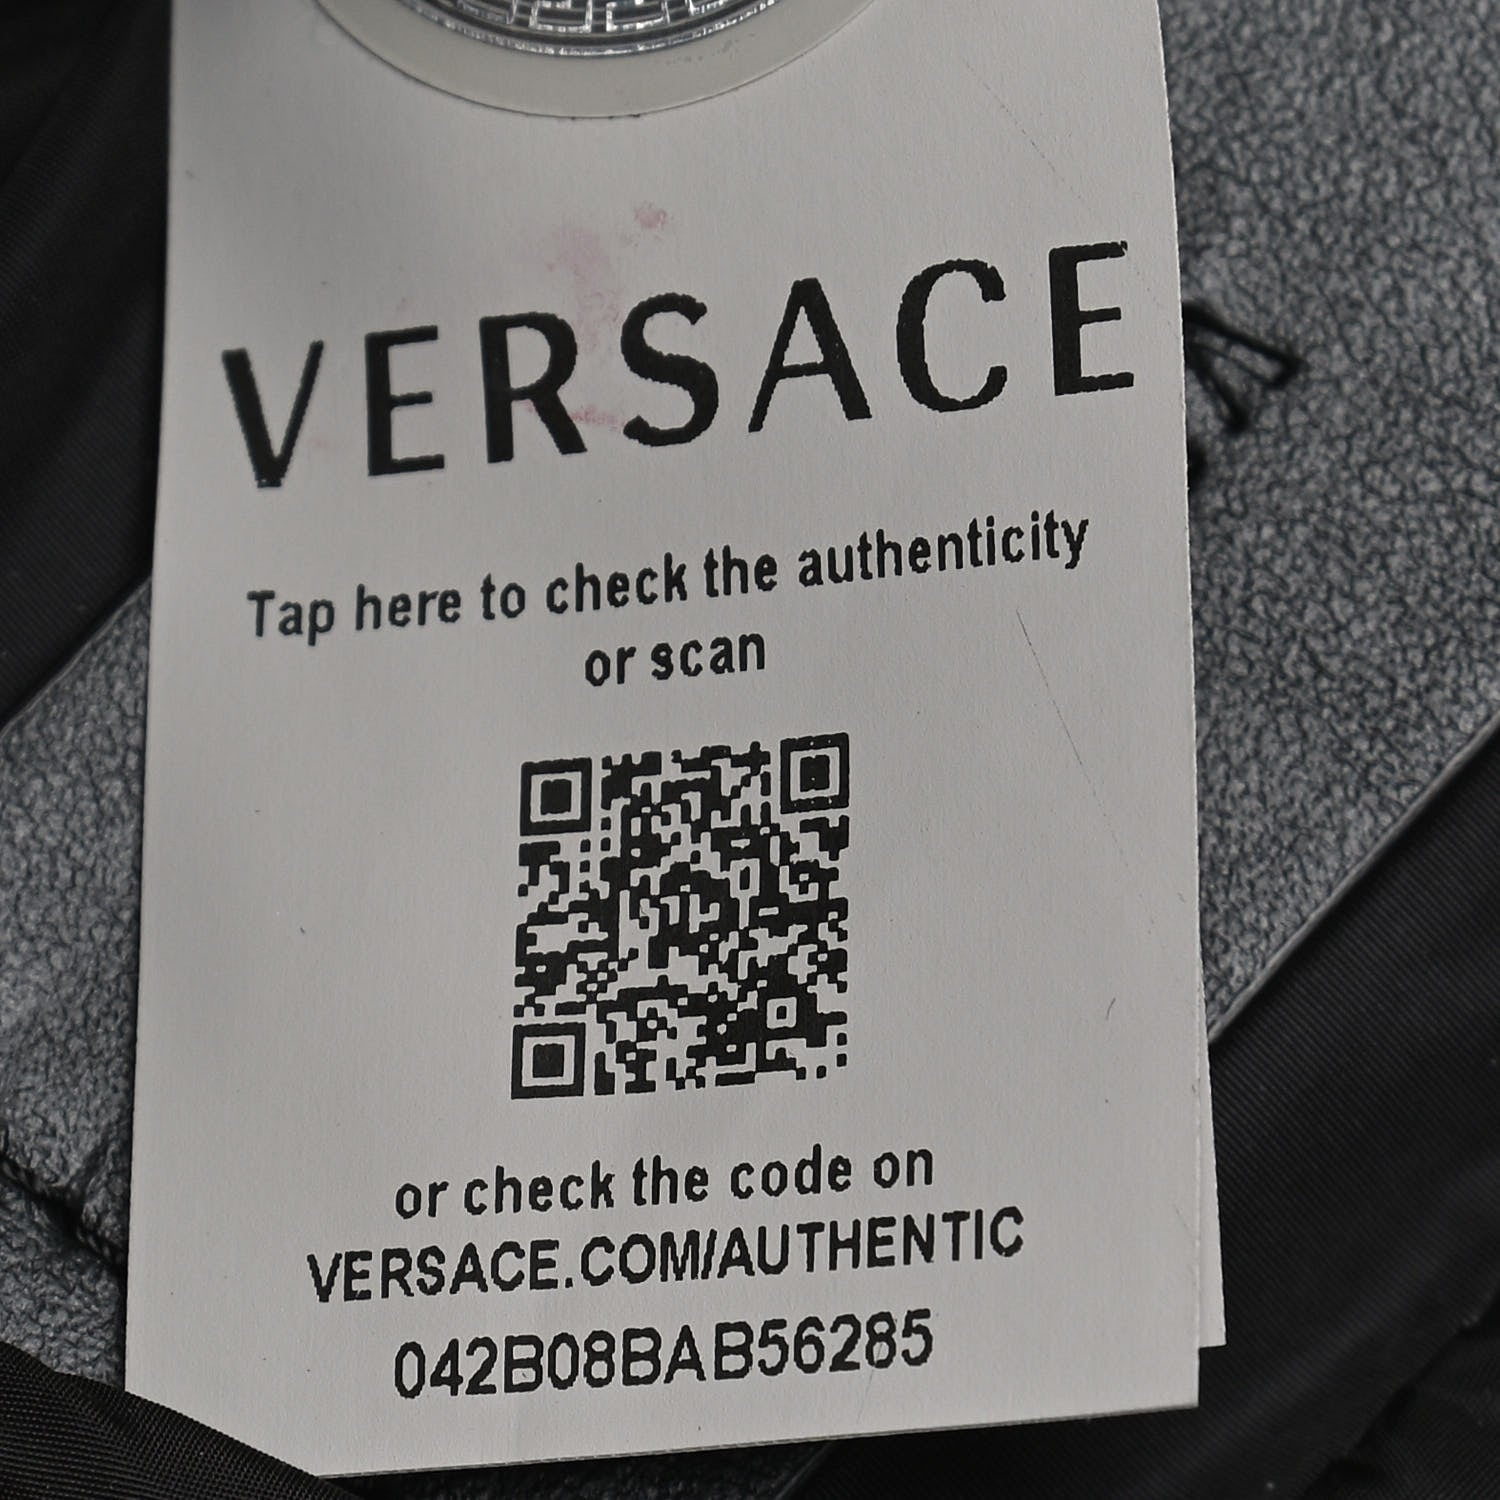 VERSACE
Tap here to check the authenticity
or scan
or check the code on
VERSACE.COM/AUTHENTIC
042B08BAB56285